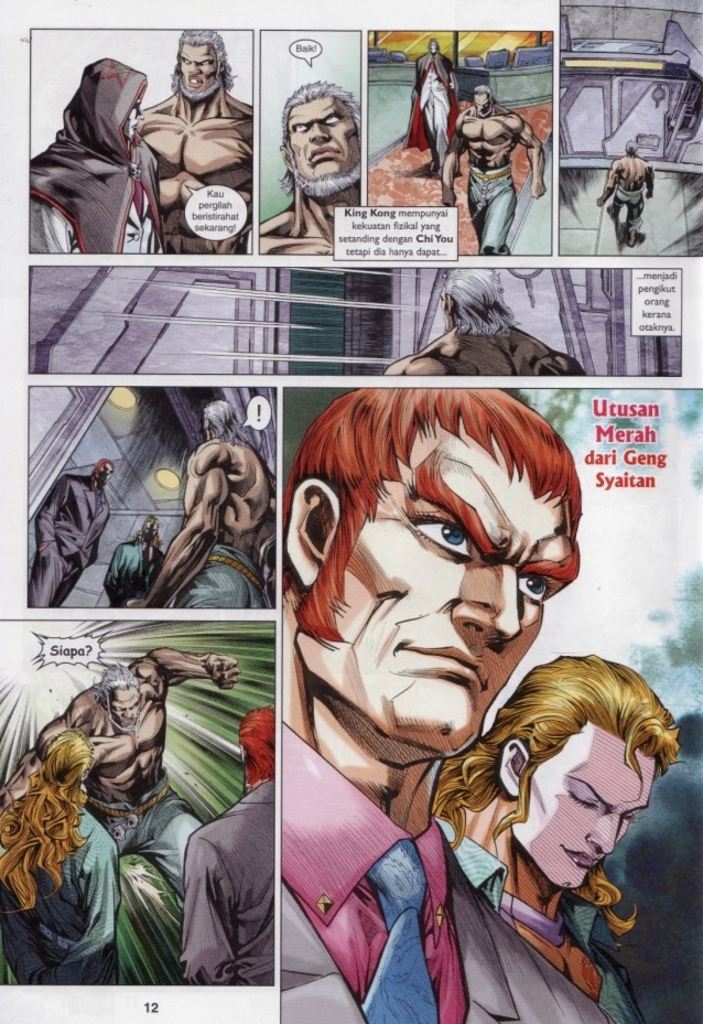 Kau
pergilah
beristirahat
sekarang!
Baik!
King Kong mempunyai
kekuatan fizikal yang
setanding dengan Chi You
tetapi dia hanya dapat...
...menjadi
pengikut
orang
kerana
otaknya.
!
Utusan
Merah
dari Geng
Syaitan
Siapa?
12